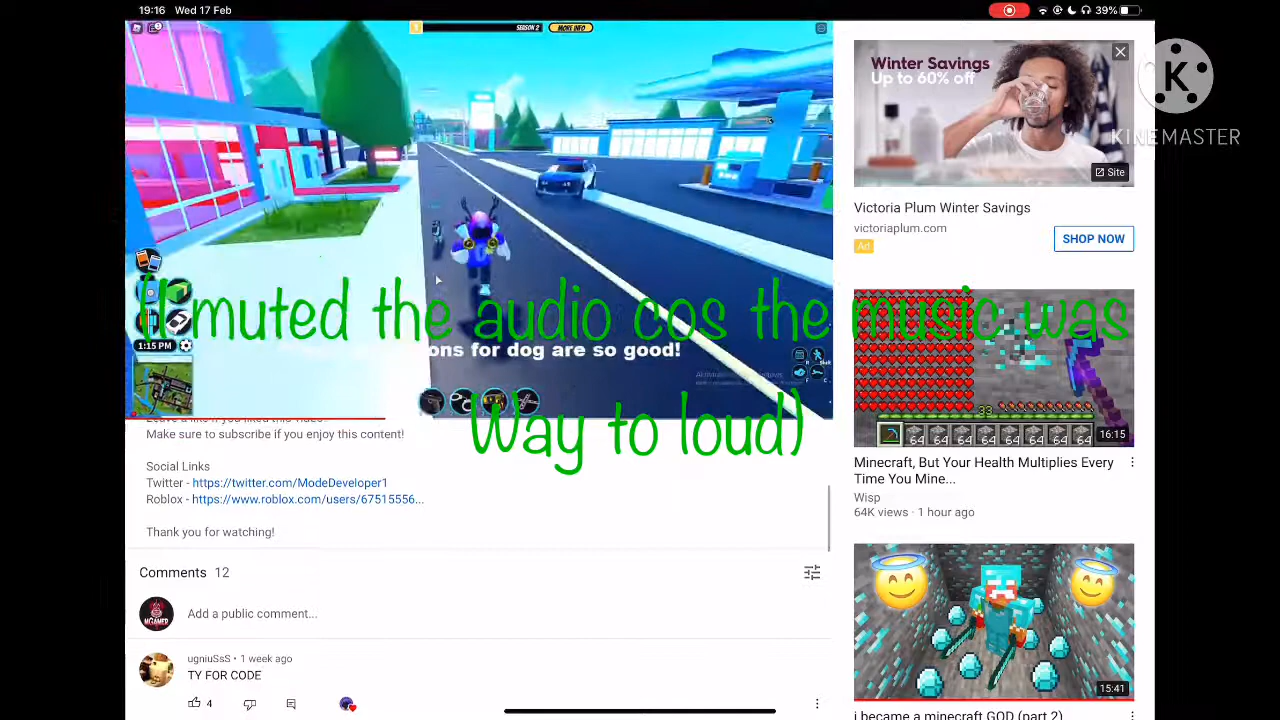 19:16 Wed 17 Feb
39%
SEASON 2
MORE INFO
Winter Savings
Up to 60% off
Site
KINEMASTER
Victoria Plum Winter Savings
victoriaplum.com
Ad
SHOP NOW
(I muted the audio cos the music was
Way to loud)
1:15 PM
ons for dog are so good!
Make sure to subscribe if you enjoy this content!
Social Links
Twitter - https://twitter.com/ModeDeveloper1
Roblox - https://www.roblox.com/users/67515556...
Thank you for watching!
Comments 12
Add a public comment...
ugniuSsS • 1 week ago
TY FOR CODE
4
33
64 64 64 64 64 64 64 64
16:15
Minecraft, But Your Health Multiplies Every
Time You Mine...
Wisp
64K views · 1 hour ago
15:41
i became a minecraft GOD (part 2)